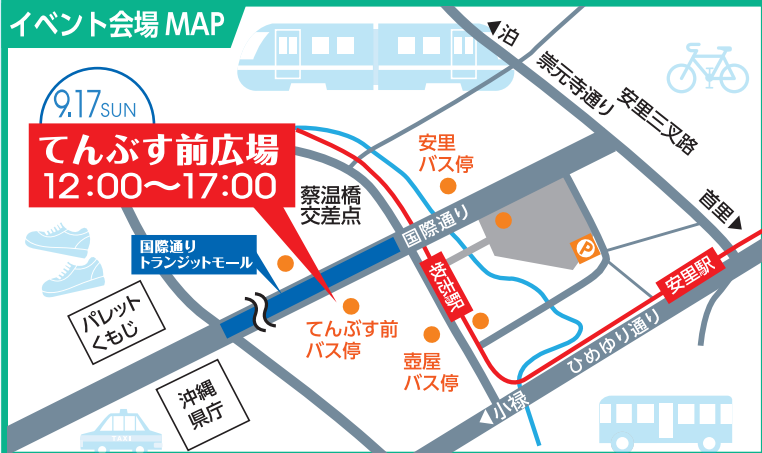 イベント会場 MAP
9.17 SUN
てんぶす前広場
12:00〜17:00
国際通り
トランジットモール
パレット
くもじ
沖縄
県庁
TAXI
蔡温橋
交差点
安里
バス停
国際通り
牧志駅
てんぶす前
バス停
壺屋
バス停
◀泊
崇元寺通り
安里三叉路
首里▶
P
安里駅
ひめゆり通り
◀小禄